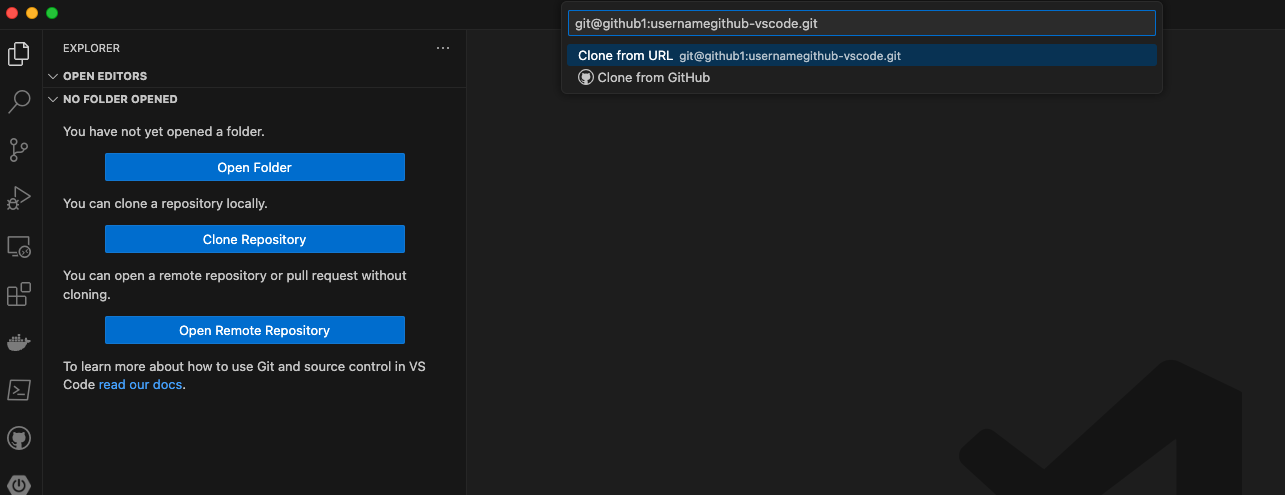 git@github1:usernamegithub-vscode.git
Clone from URL git@github1:usernamegithub-vscode.git
Clone from GitHub
EXPLORER
OPEN EDITORS
NO FOLDER OPENED
You have not yet opened a folder.
Open Folder
You can clone a repository locally.
Clone Repository
You can open a remote repository or pull request without
cloning.
Open Remote Repository
To learn more about how to use Git and source control in VS
Code read our docs.